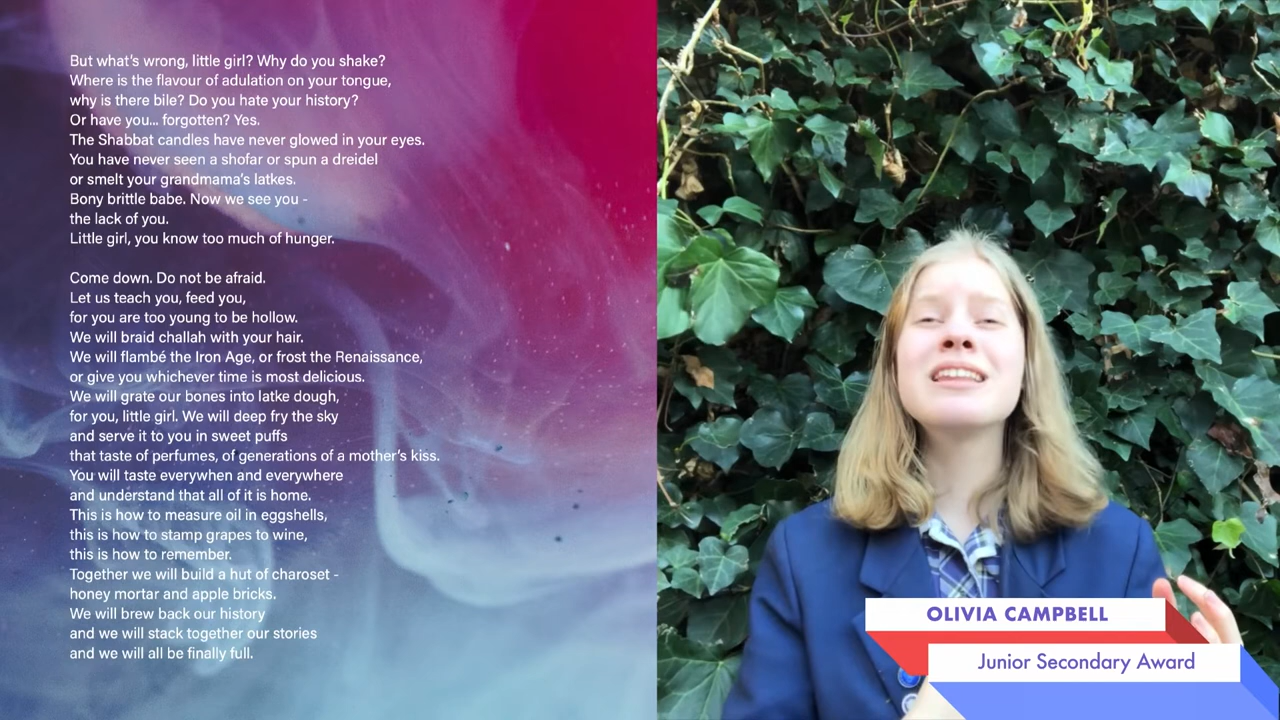 But what's wrong, little girl? Why do you shake?
Where is the flavour of adulation on your tongue,
why is there bile? Do you hate your history?
Or have you... forgotten? Yes.
The Shabbat candles have never glowed in your eyes.
You have never seen a shofar or spun a dreidel
or smelt your grandmama's latkes.
Bony brittle babe. Now we see you -
the lack of you.
Little girl, you know too much of hunger.
Come down. Do not be afraid.
Let us teach you, feed you,
for you are too young to be hollow.
We will braid challah with your hair.
We will flambé the Iron Age, or frost the Renaissance,
or give you whichever time is most delicious.
We will grate our bones into latke dough,
for you, little girl. We will deep fry the sky
and serve it to you in sweet puffs
that taste of perfumes, of generations of a mother's kiss.
You will taste everywhen and everywhere
and understand that all of it is home.
This is how to measure oil in eggshells,
this is how to stamp grapes to wine,
this is how to remember.
Together we will build a hut of charoset -
honey mortar and apple bricks.
We will brew back our history
and we will stack together our stories
and we will all be finally full.
OLIVIA CAMPBELL
Junior Secondary Award